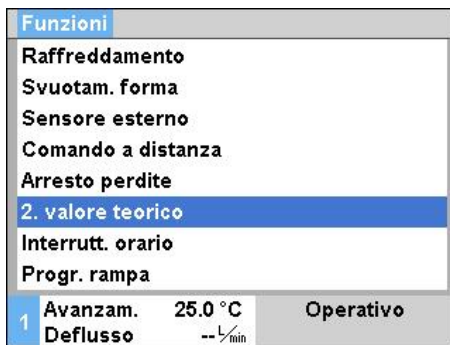 Funzioni
Raffreddamento
Svuotam. forma
Sensore esterno
Comando a distanza
Arresto perdite
2. valore teorico
Interrutt. orario
Progr. rampa
1 Avanzam. 25.0 °C Operativo
Deflusso -- L/min